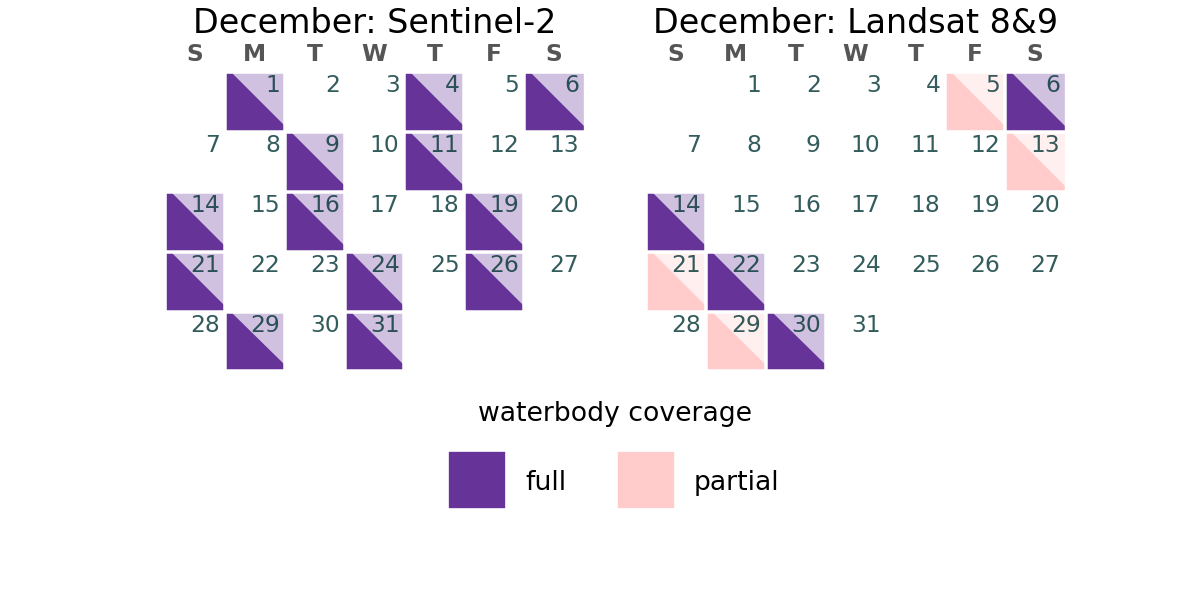 December: Sentinel-2
S M T W T F S
1 2 3 4 5 6
7 8 9 10 11 12 13
14 15 16 17 18 19 20
21 22 23 24 25 26 27
28 29 30 31
December: Landsat 8&9
S M T W T F S
1 2 3 4 5 6
7 8 9 10 11 12 13
14 15 16 17 18 19 20
21 22 23 24 25 26 27
28 29 30 31
waterbody coverage
full partial